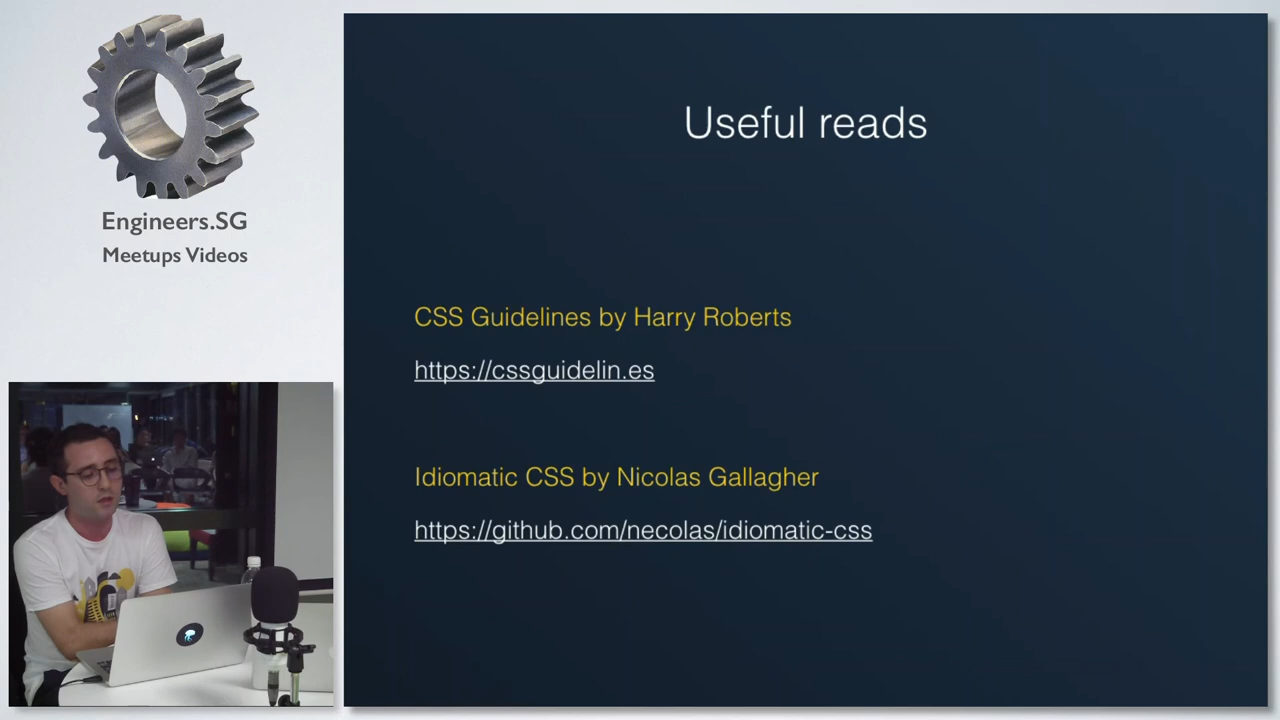 Engineers.SG
Meetups Videos
Useful reads
CSS Guidelines by Harry Roberts
https://cssguidelin.es
Idiomatic CSS by Nicolas Gallagher
https://github.com/necolas/idiomatic-css